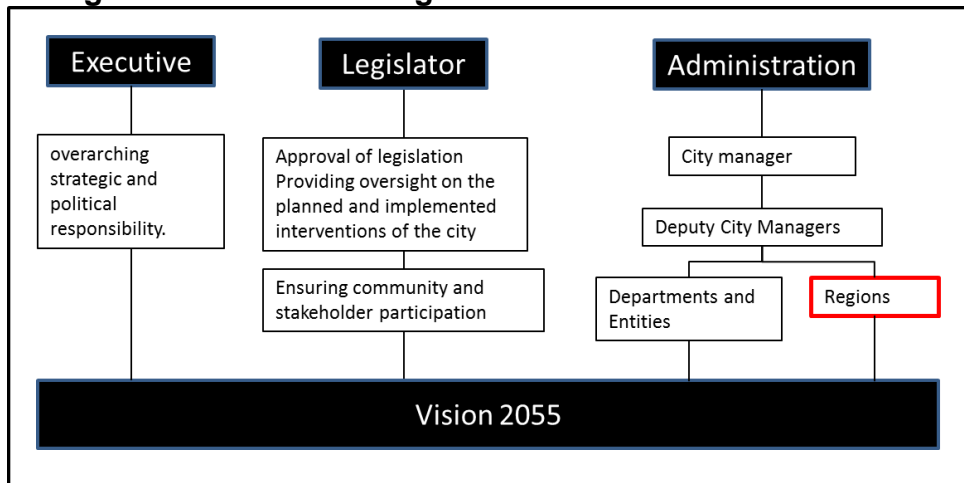 Executive
Legislator
Administration
overarching
strategic and
political
responsibility.
Approval of legislation
Providing oversight on the
planned and implemented
interventions of the city
Ensuring community and
stakeholder participation
City manager
Deputy City Managers
Departments and
Entities
Regions
Vision 2055